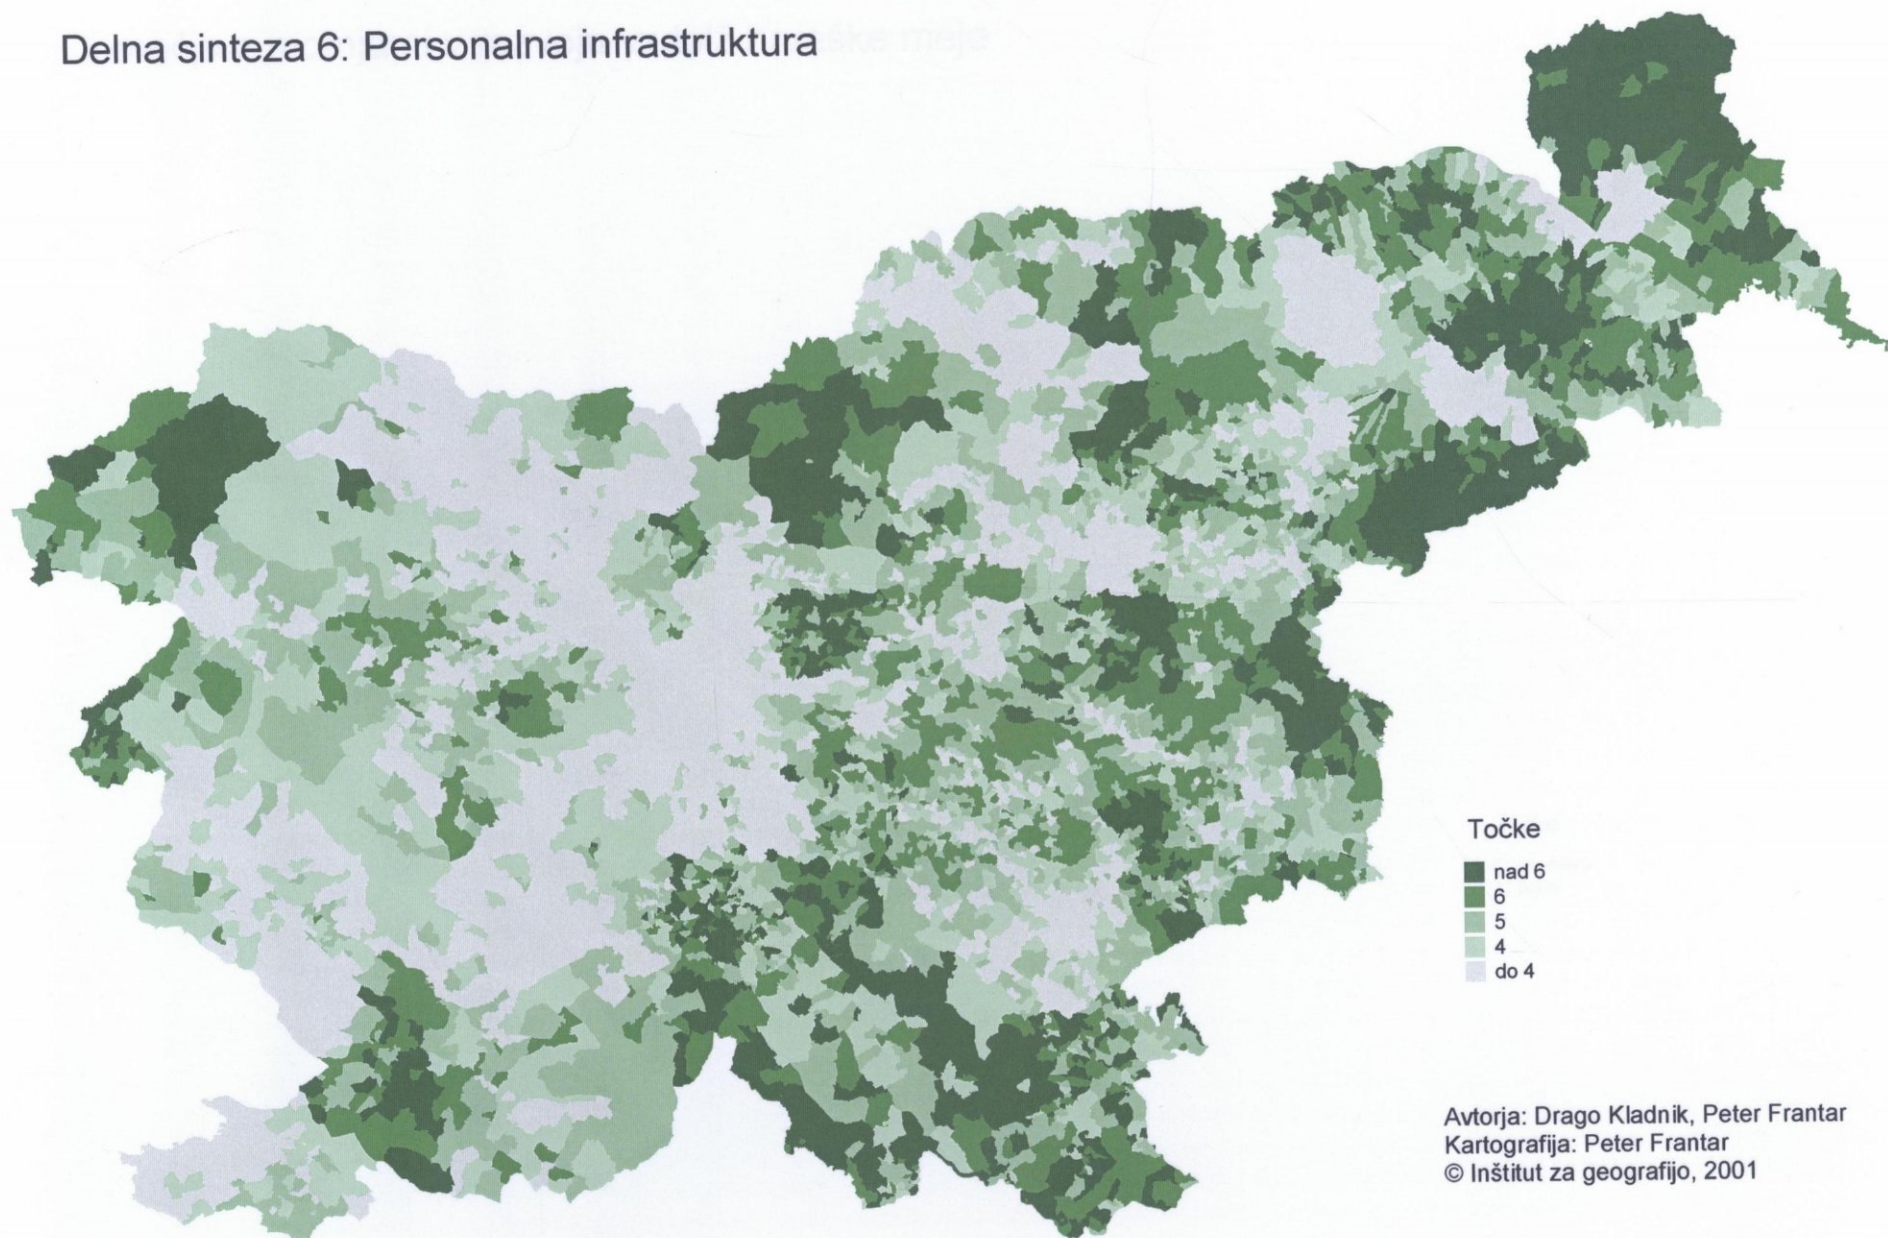 Delna sinteza 6: Personalna infrastruktura
Točke
nad 6
6
5
4
do 4
Avtorja: Drago Kladnik, Peter Frantar
Kartografija: Peter Frantar
© Inštitut za geografijo, 2001